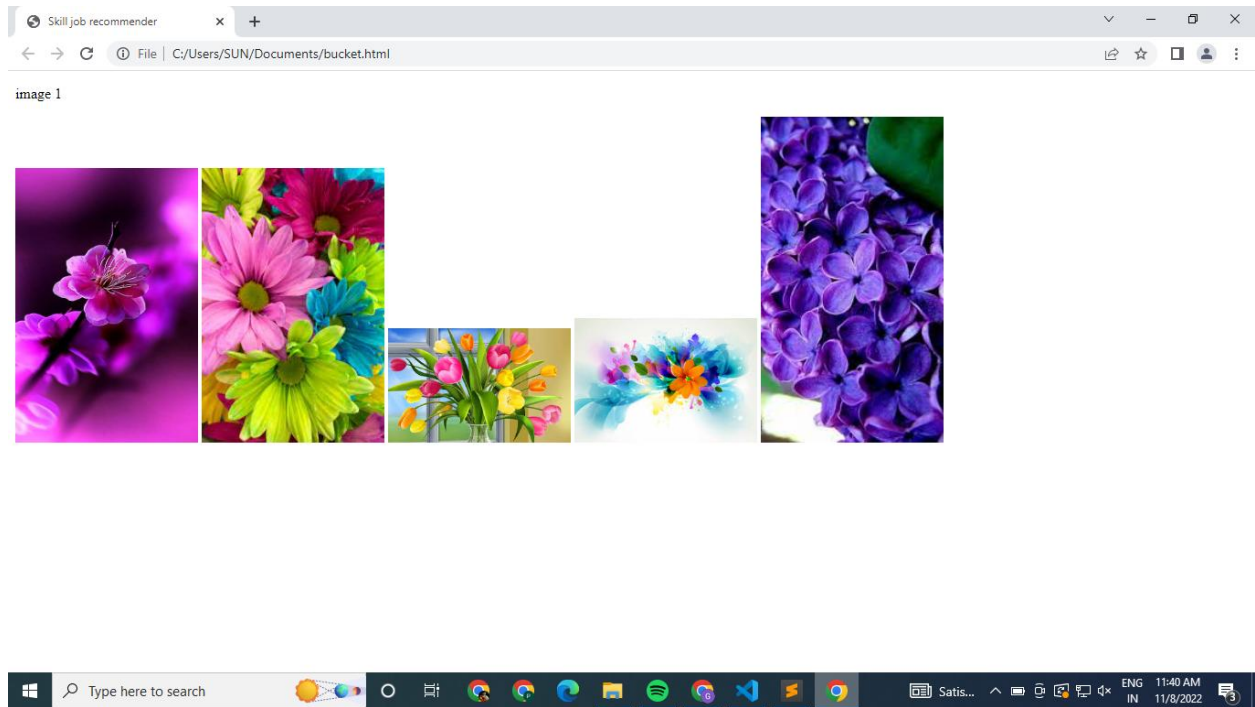 Skill job recommender
File | C:/Users/SUN/Documents/bucket.html
image 1
Type here to search
Satis...
ENG 11:40 AM
IN 11/8/2022
3